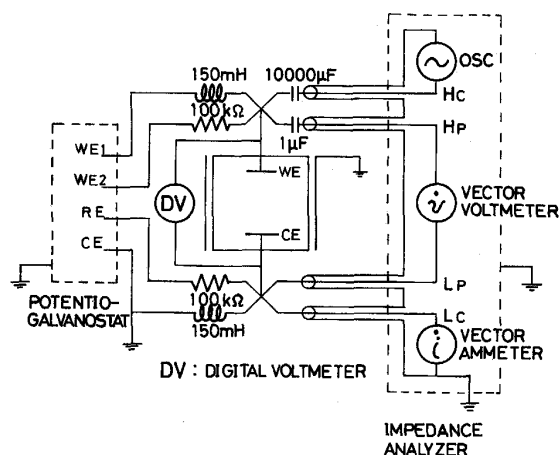 150mH
10000µF
OSC
HC
100kΩ
HP
1µF
WE1
WE2
RE
CE
WE
DV
CE
VECTOR
VOLTMETER
v
LP
100kΩ
LC
POTENTIO-
GALVANOSTAT
150mH
VECTOR
AMMETER
i
DV : DIGITAL VOLTMETER
IMPEDANCE
ANALYZER